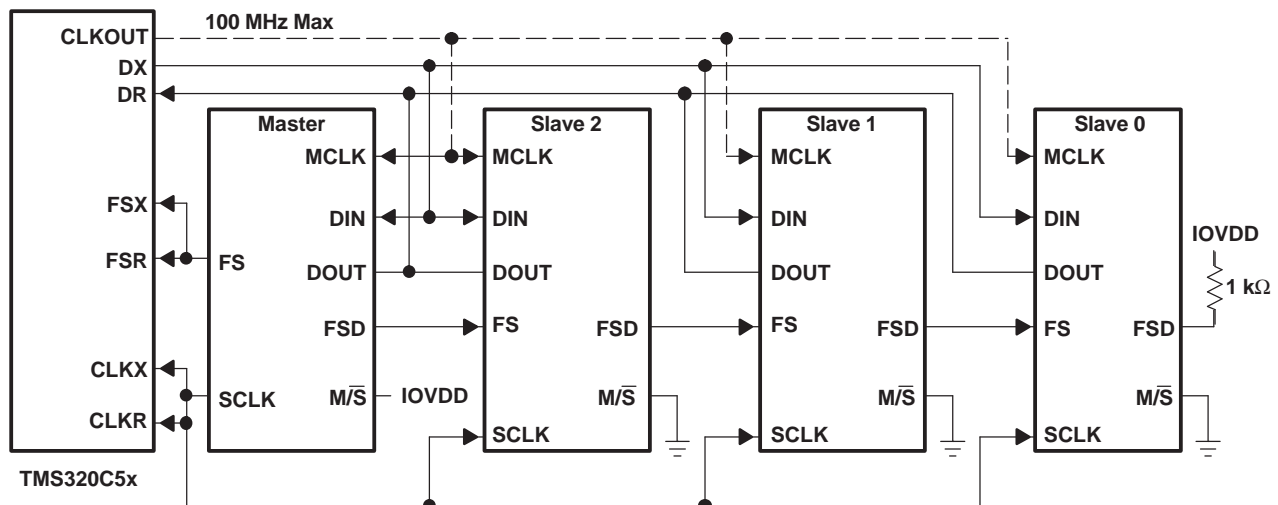 100 MHz Max
CLKOUT
DX
DR
Master
Slave 2
Slave 1
Slave 0
MCLK
MCLK
MCLK
MCLK
FSX
DIN
DIN
DIN
DIN
IOVDD
FSR
FS
DOUT
DOUT
DOUT
DOUT
1 kΩ
FSD
FS
FSD
FS
FSD
FS
FSD
CLKX
SCLK
M/S̅
IOVDD
M/S̅
M/S̅
M/S̅
CLKR
SCLK
SCLK
SCLK
TMS320C5x